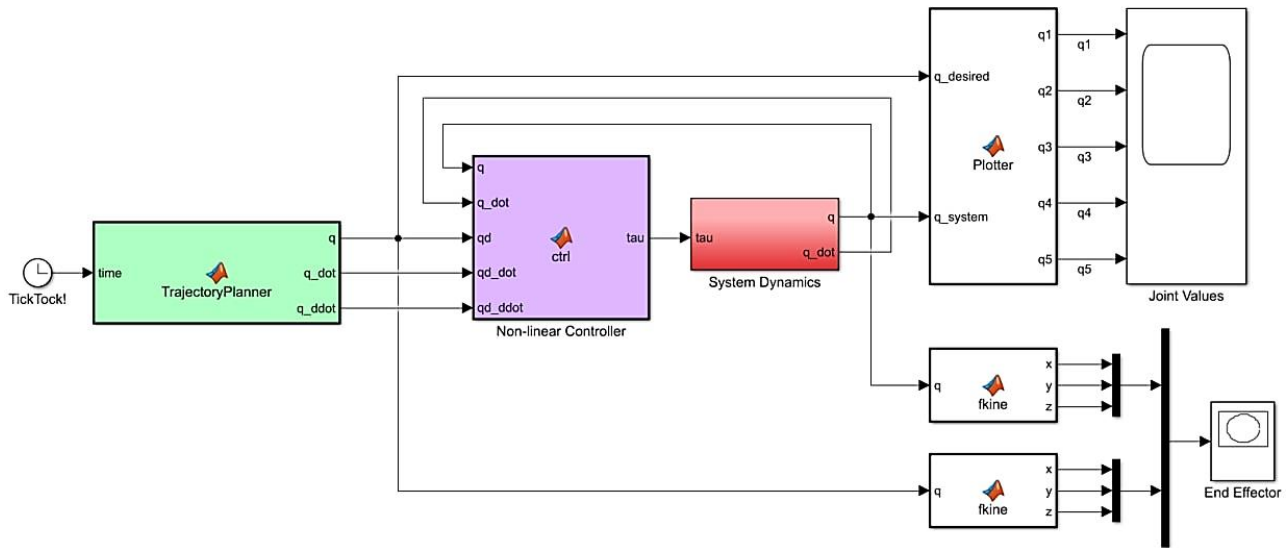 TickTock!
time
TrajectoryPlanner
q
q_dot
q_ddot
q
q_dot
qd
qd_dot
qd_ddot
ctrl
tau
Non-linear Controller
tau
q
q_dot
System Dynamics
q_desired
q_system
Plotter
q1
q2
q3
q4
q5
q1
q2
q3
q4
q5
Joint Values
q
fkine
x
y
z
q
fkine
x
y
z
End Effector